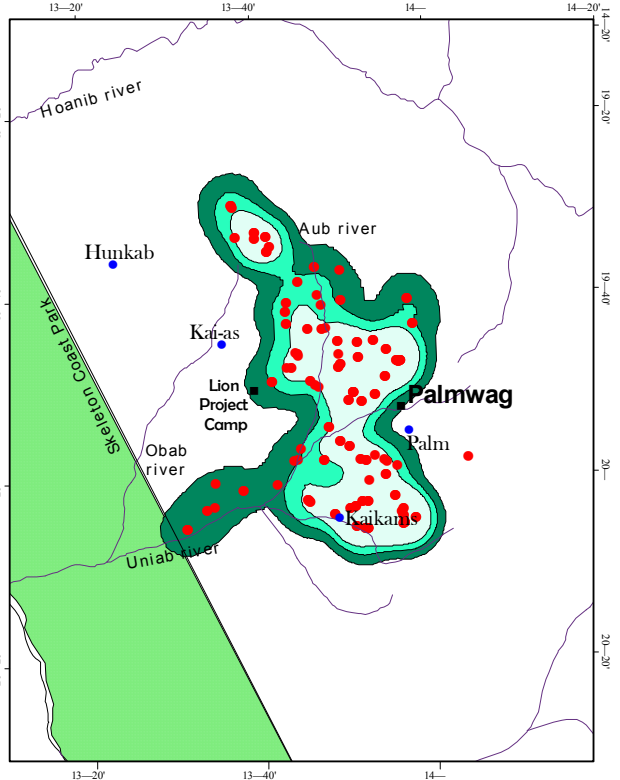 13—20'
13—40'
14—
14—20'
14—
20'
Hoanib river
19—20'
Aub river
Hunkab
19—40'
Skeleton Coast Park
Kai-as
Lion
Project
Camp
Palmwag
Palm
Obab
river
20—
Kaikams
Uniab river
20—20'
13—20'
13—40'
14—